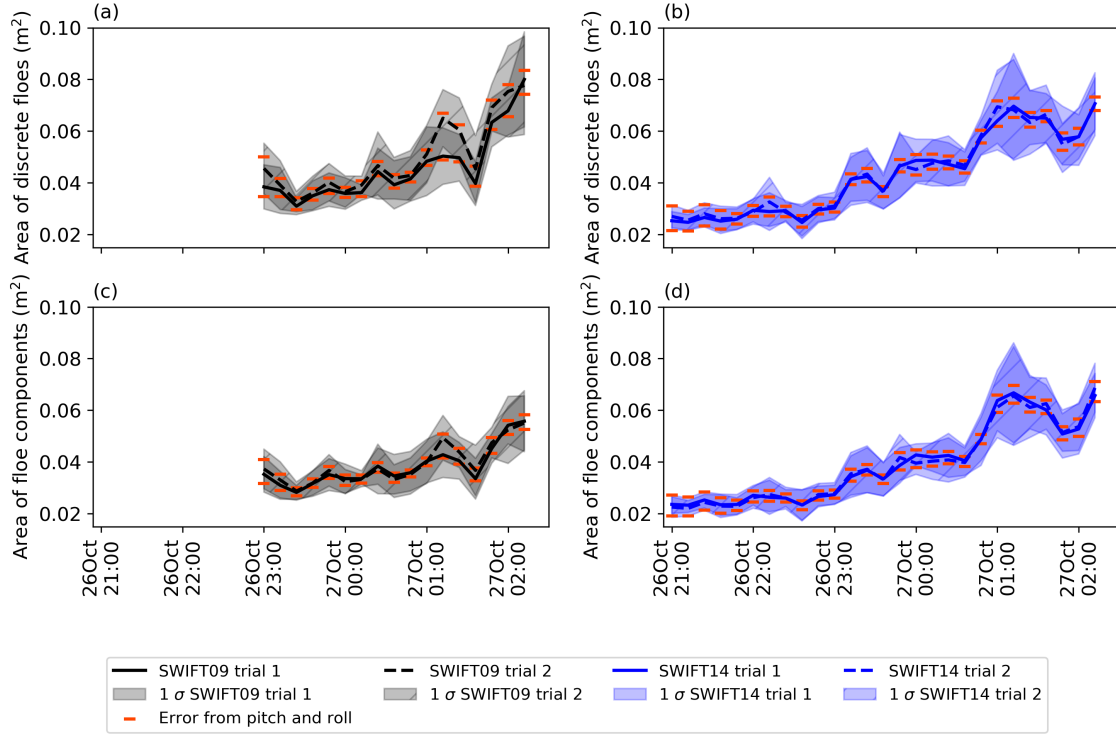 (a)
(b)
Area of discrete floes (m²)
0.10
0.08
0.06
0.04
0.02
Area of discrete floes (m²)
0.10
0.08
0.06
0.04
0.02
(c)
(d)
Area of floe components (m²)
0.10
0.08
0.06
0.04
0.02
26Oct
21:00
26Oct
22:00
26Oct
23:00
27Oct
00:00
27Oct
01:00
27Oct
02:00
Area of floe components (m²)
0.10
0.08
0.06
0.04
0.02
26Oct
21:00
26Oct
22:00
26Oct
23:00
27Oct
00:00
27Oct
01:00
27Oct
02:00
SWIFT09 trial 1
SWIFT09 trial 2
SWIFT14 trial 1
SWIFT14 trial 2
1 σ SWIFT09 trial 1
1 σ SWIFT09 trial 2
1 σ SWIFT14 trial 1
1 σ SWIFT14 trial 2
Error from pitch and roll